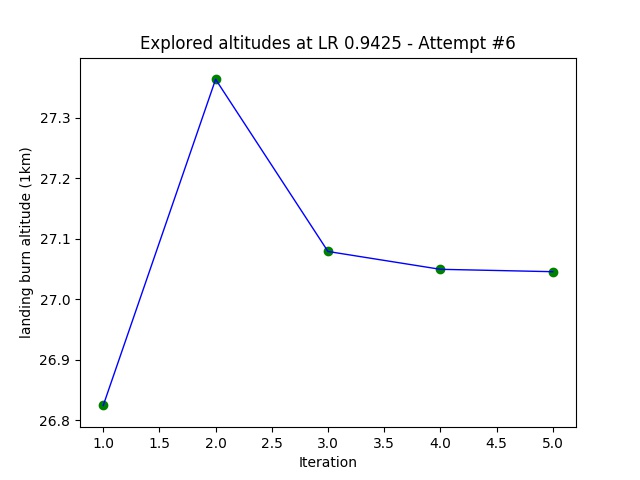 Explored altitudes at LR 0.9425 - Attempt #6
landing burn altitude (1km)
27.3
27.2
27.1
27.0
26.9
26.8
1.0 1.5 2.0 2.5 3.0 3.5 4.0 4.5 5.0
Iteration